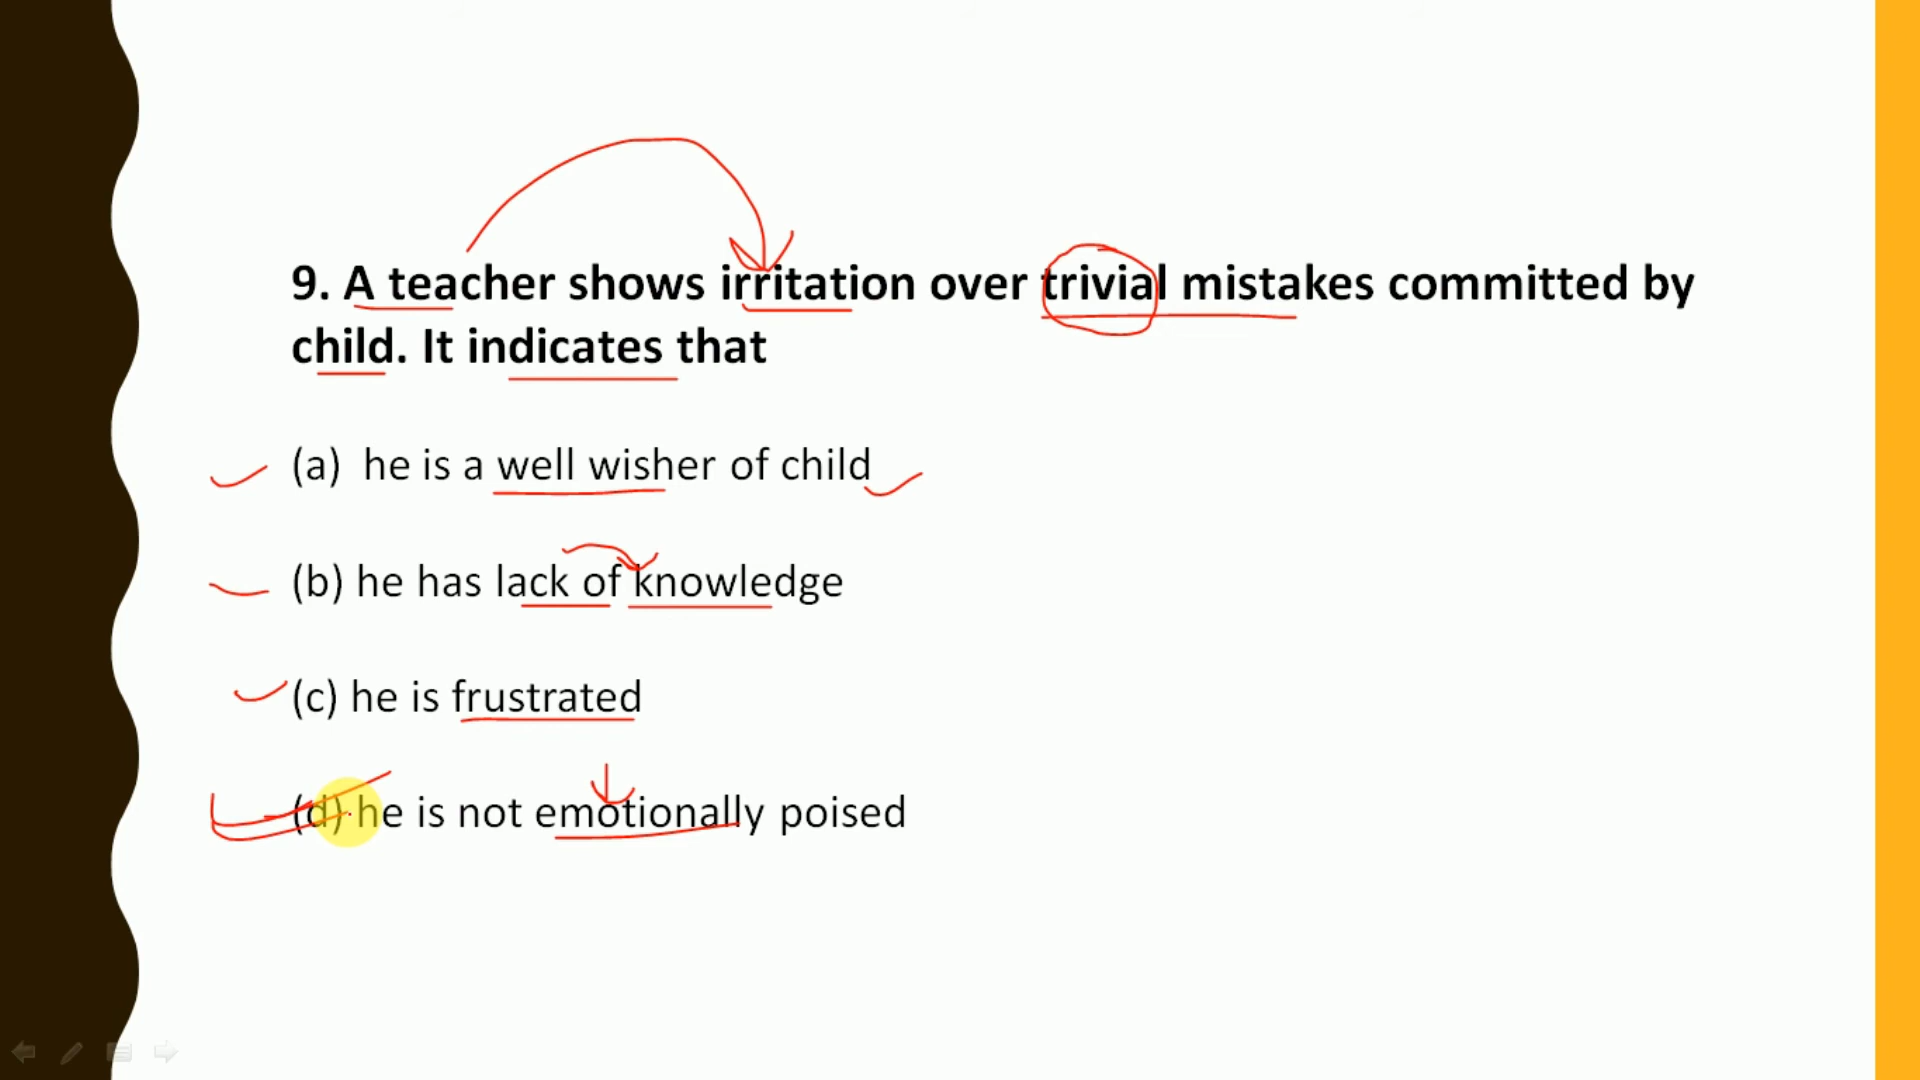 9. A teacher shows irritation over trivial mistakes committed by
child. It indicates that
(a) he is a well wisher of child
(b) he has lack of knowledge
(c) he is frustrated
(d) he is not emotionally poised